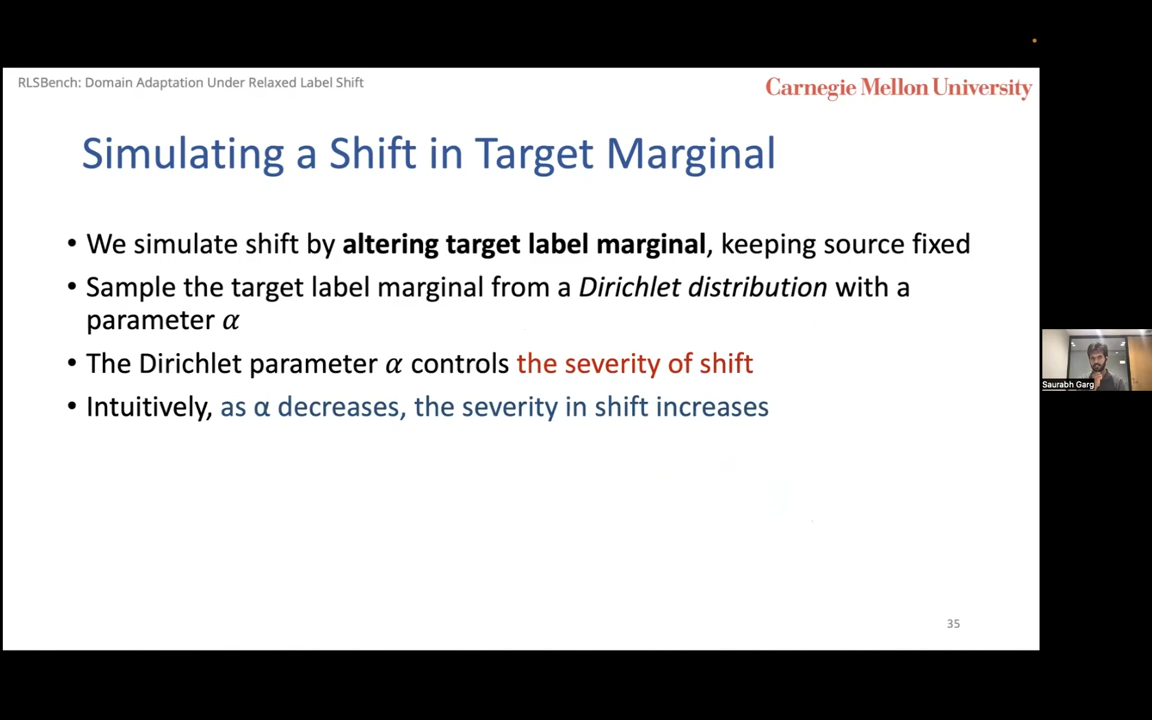 RLSBench: Domain Adaptation Under Relaxed Label Shift
Carnegie Mellon University
Simulating a Shift in Target Marginal
• We simulate shift by altering target label marginal, keeping source fixed
• Sample the target label marginal from a Dirichlet distribution with a
parameter α
• The Dirichlet parameter α controls the severity of shift
• Intuitively, as α decreases, the severity in shift increases
Saurabh Garg
35